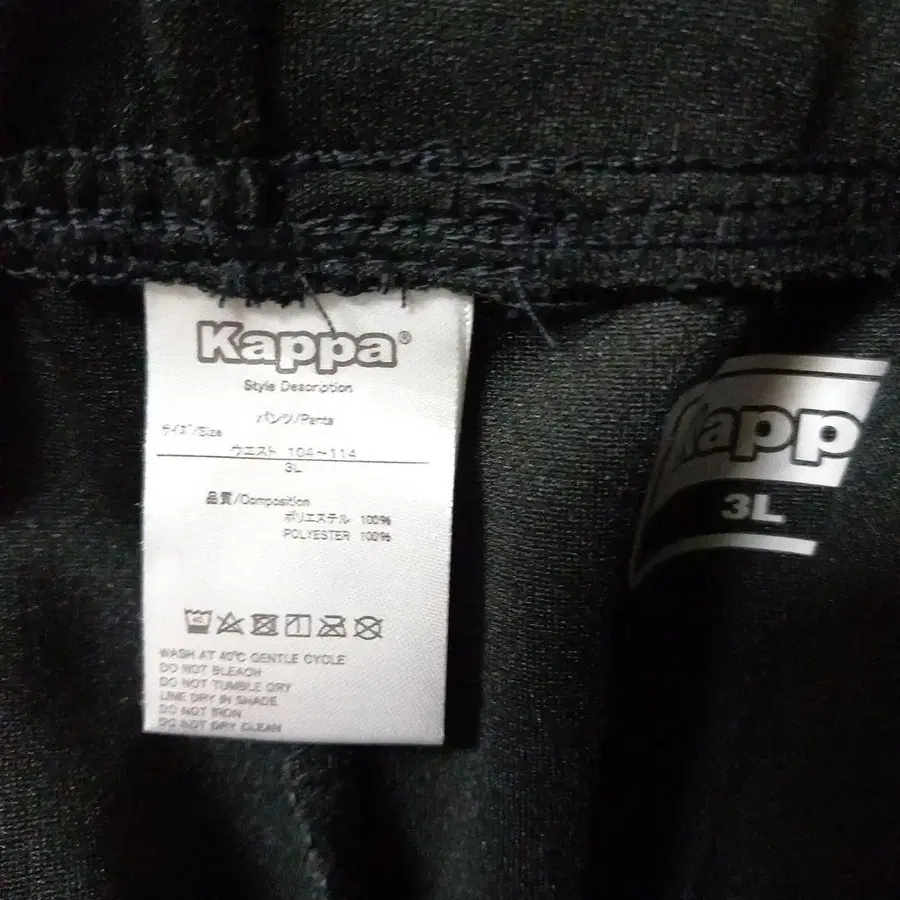 Kappa®
Style Description
パンツ/Pants
サイズ/Size
ウエスト 104~114
3L
品質/Composition
ポリエステル 100%
POLYESTER 100%
40
WASH AT 40℃ GENTLE CYCLE
DO NOT BLEACH
DO NOT TUMBLE DRY
LINE DRY IN SHADE
DO NOT IRON
DO NOT DRY CLEAN
Kapp
3L